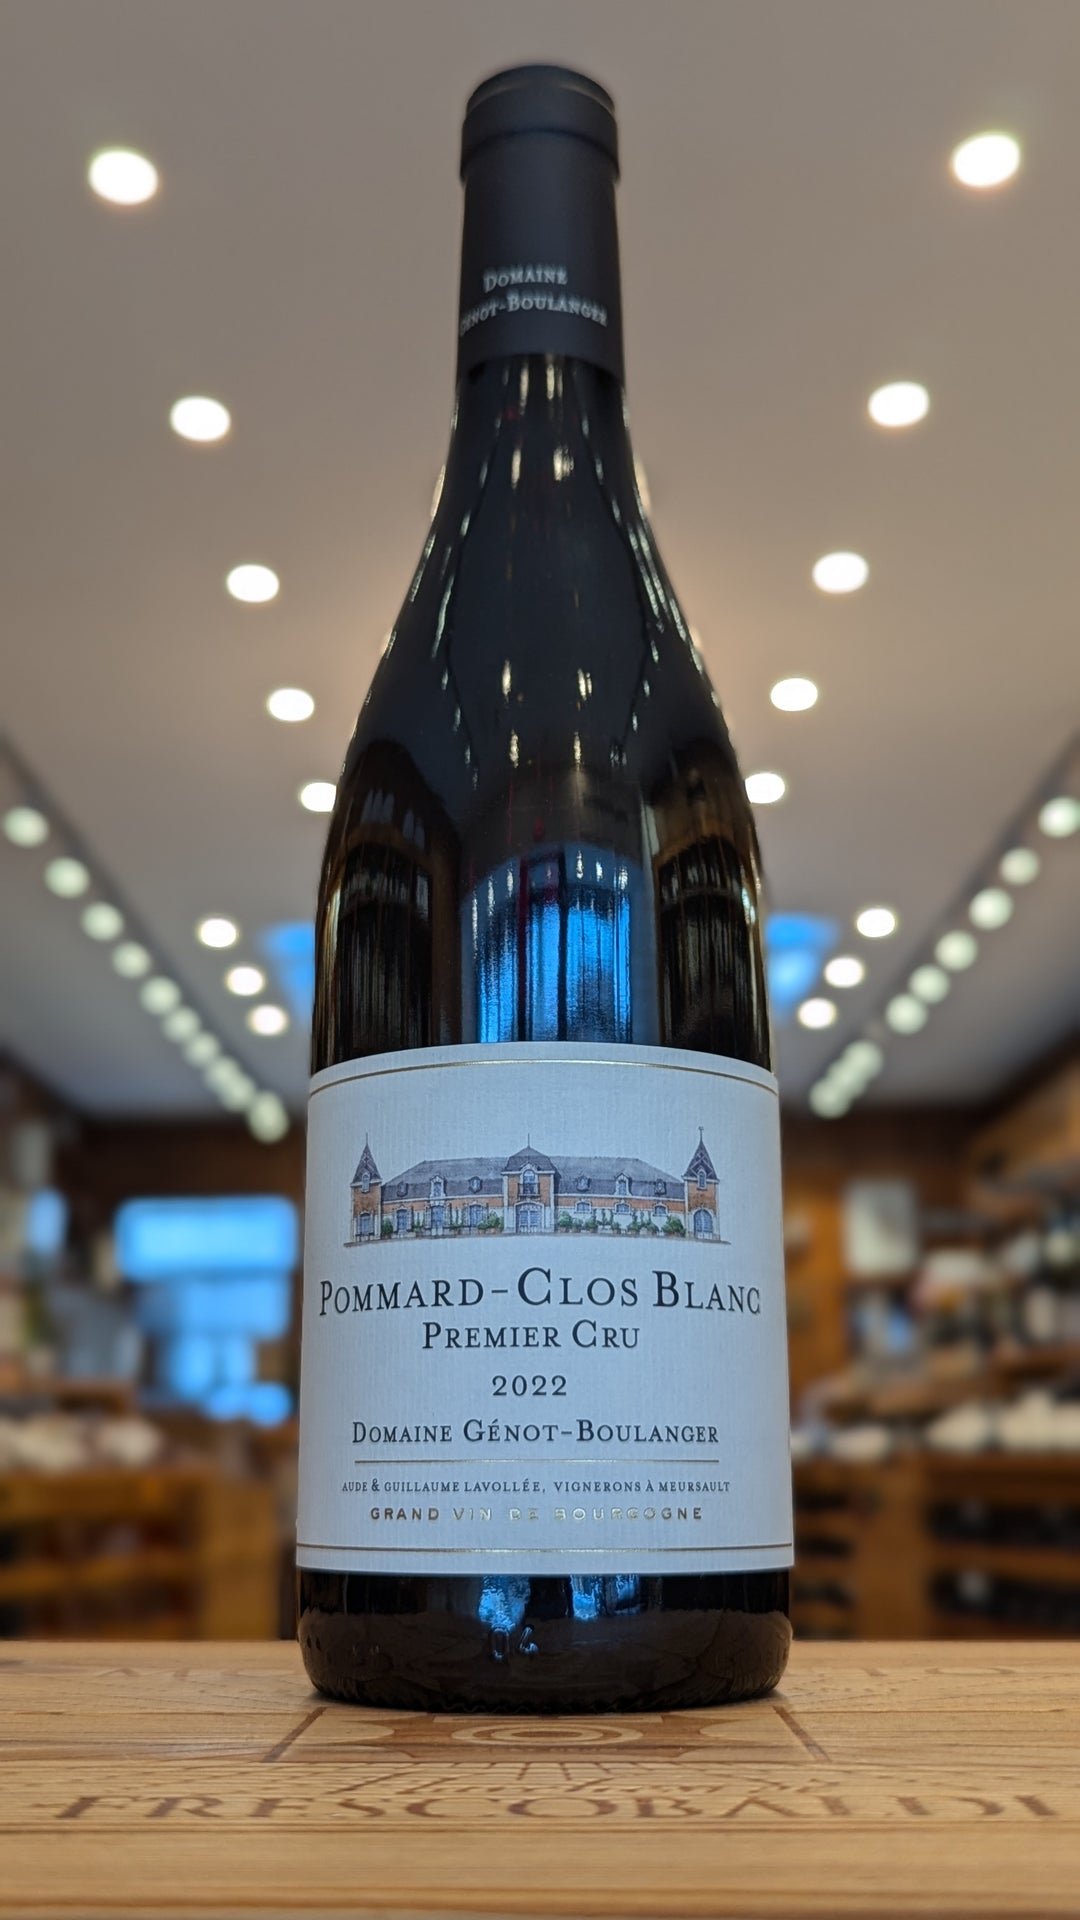 DOMAINE
GÉNOT-BOULANGER
POMMARD-CLOS BLANC
PREMIER CRU
2022
DOMAINE GÉNOT-BOULANGER
AUDE & GUILLAUME LAVOLLÉE, VIGNERONS À MEURSAULT
GRAND VIN DE BOURGOGNE
04
FRESCOBALDI